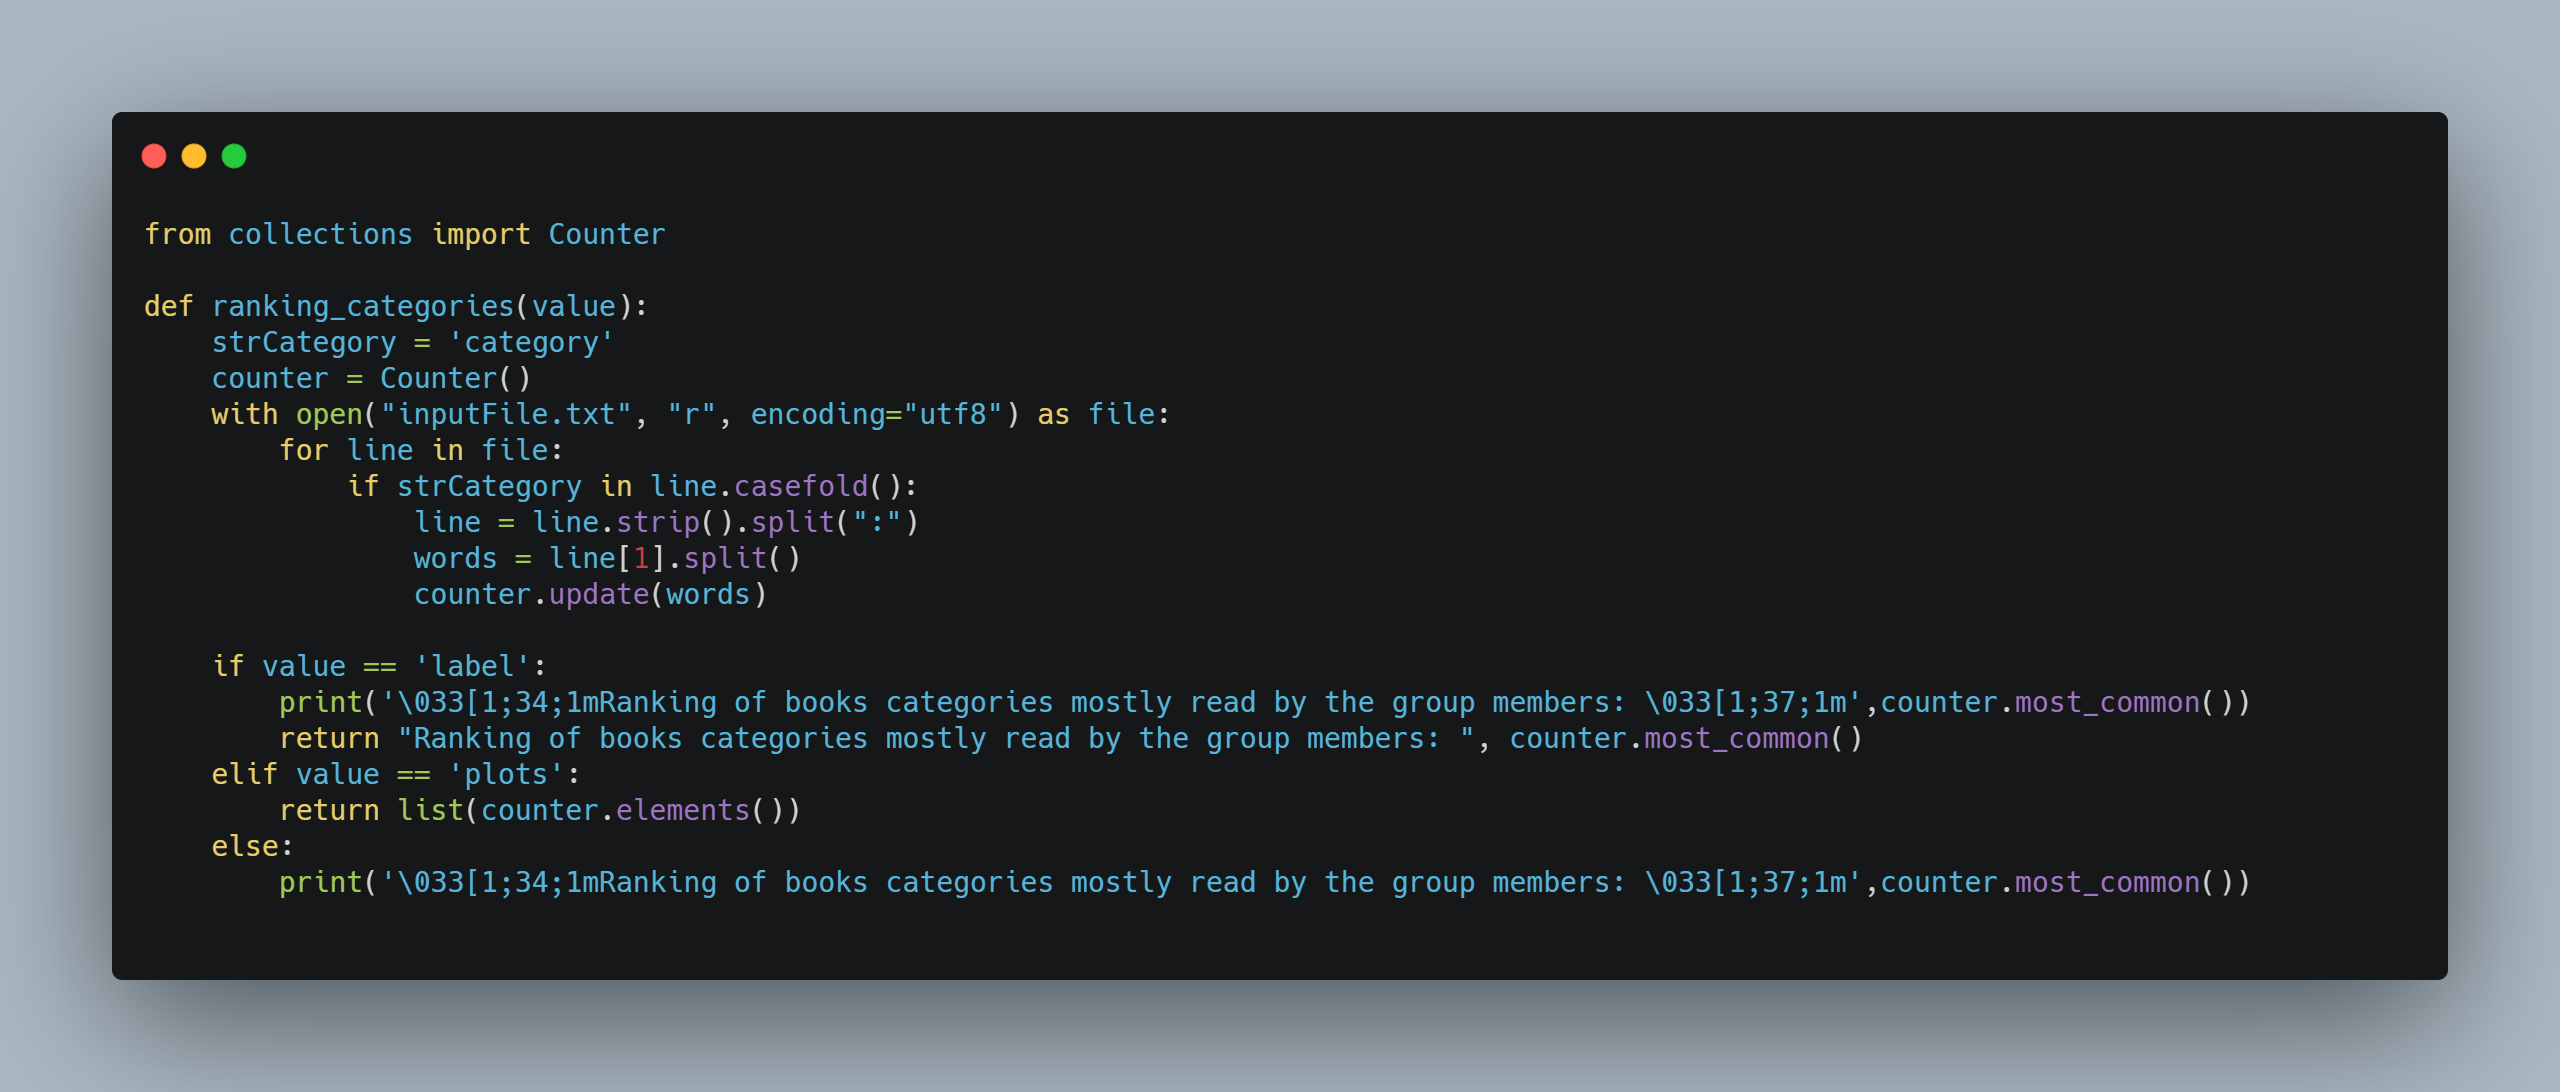 from collections import Counter

def ranking_categories(value):
    strCategory = 'category'
    counter = Counter()
    with open("inputFile.txt", "r", encoding="utf8") as file:
        for line in file:
            if strCategory in line.casefold():
                line = line.strip().split(":")
                words = line[1].split()
                counter.update(words)

    if value == 'label':
        print('\033[1;34;1mRanking of books categories mostly read by the group members: \033[1;37;1m',counter.most_common())
        return "Ranking of books categories mostly read by the group members: ", counter.most_common()
    elif value == 'plots':
        return list(counter.elements())
    else:
        print('\033[1;34;1mRanking of books categories mostly read by the group members: \033[1;37;1m',counter.most_common())